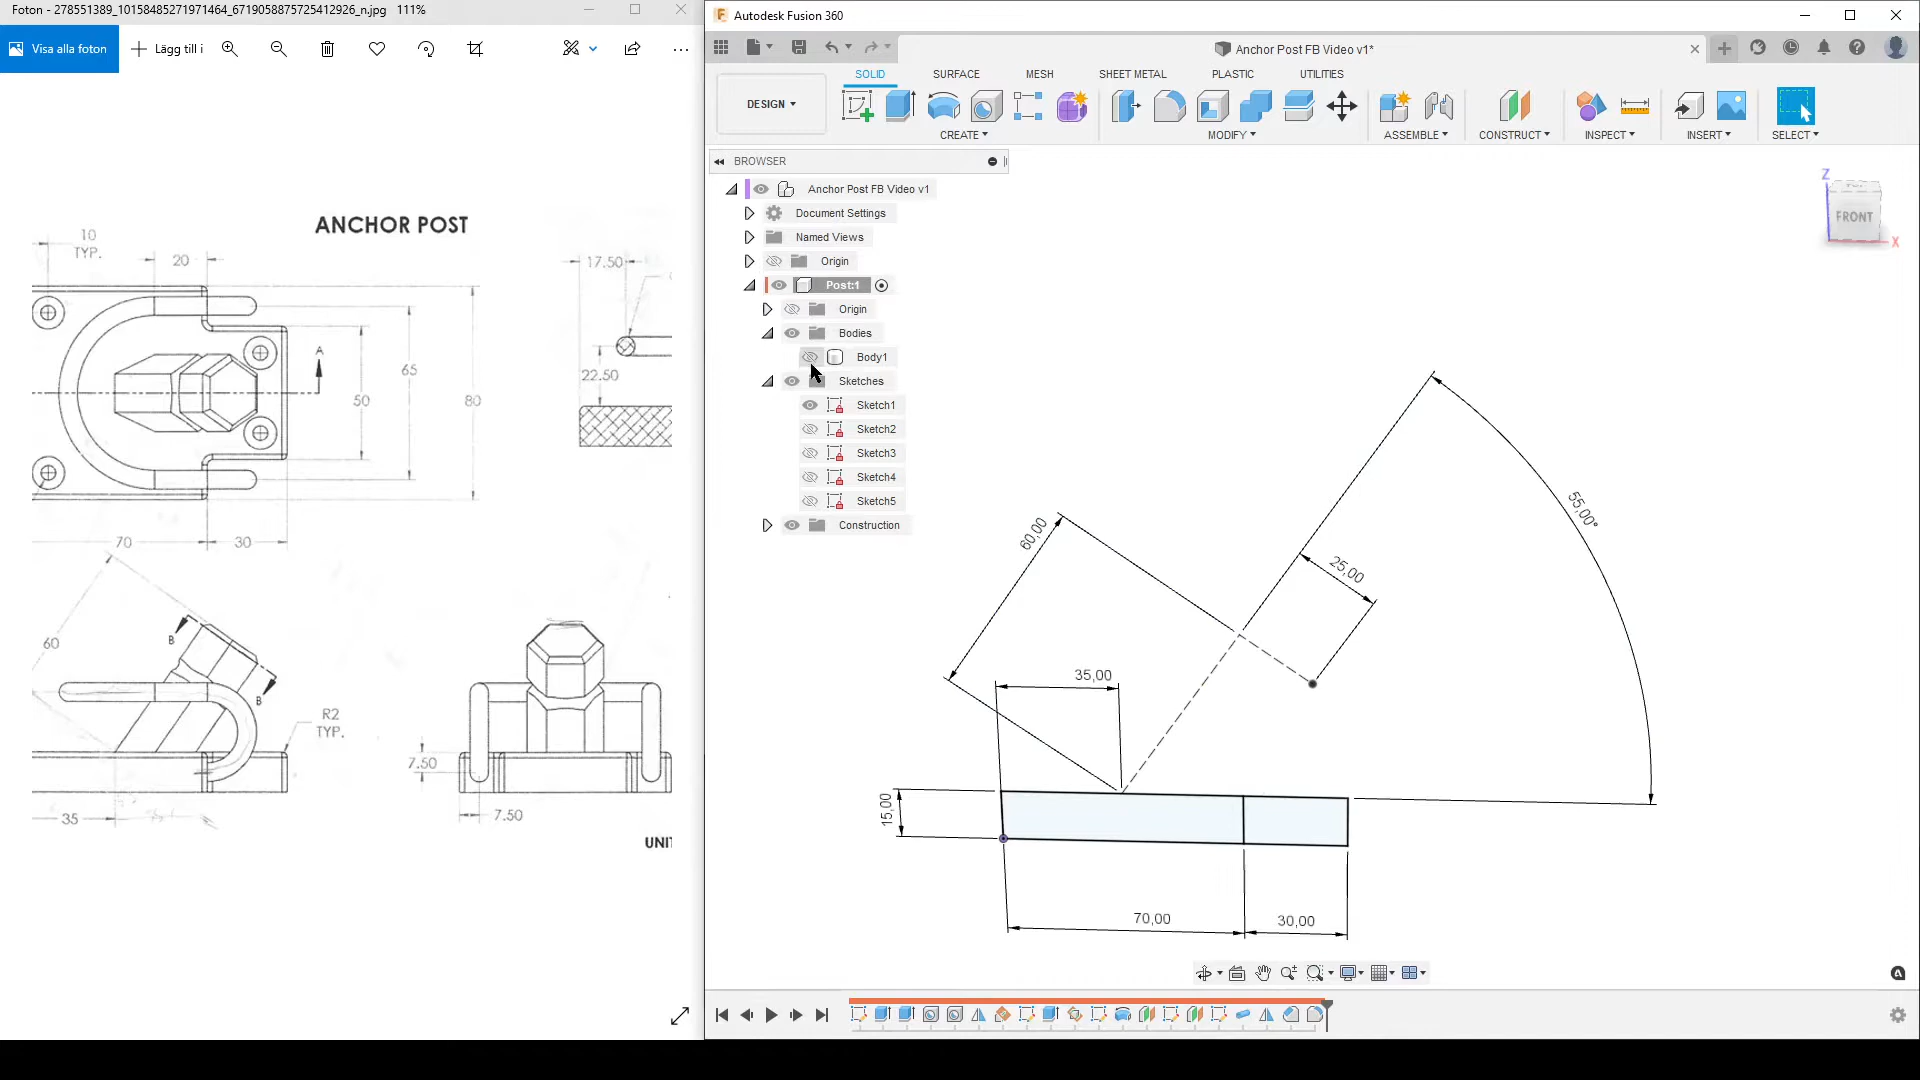 Foton - 278551389_10158485271971464_6719058875725412926_n.jpg 111%
Visa alla foton
Lägg till i
ANCHOR POST
10
TYP.
20
A
65
50
80
70
30
17.50
22.50
60
B
B
R2
TYP.
35
7.50
7.50
UNI
Autodesk Fusion 360
Anchor Post FB Video v1*
DESIGN
SOLID
SURFACE
MESH
SHEET METAL
PLASTIC
UTILITIES
CREATE
MODIFY
ASSEMBLE
CONSTRUCT
INSPECT
INSERT
SELECT
BROWSER
Anchor Post FB Video v1
Document Settings
Named Views
Origin
Post:1
Origin
Bodies
Body1
Sketches
Sketch1
Sketch2
Sketch3
Sketch4
Sketch5
Construction
Z
FRONT
X
60,00
25,00
55,00°
35,00
15,00
70,00
30,00